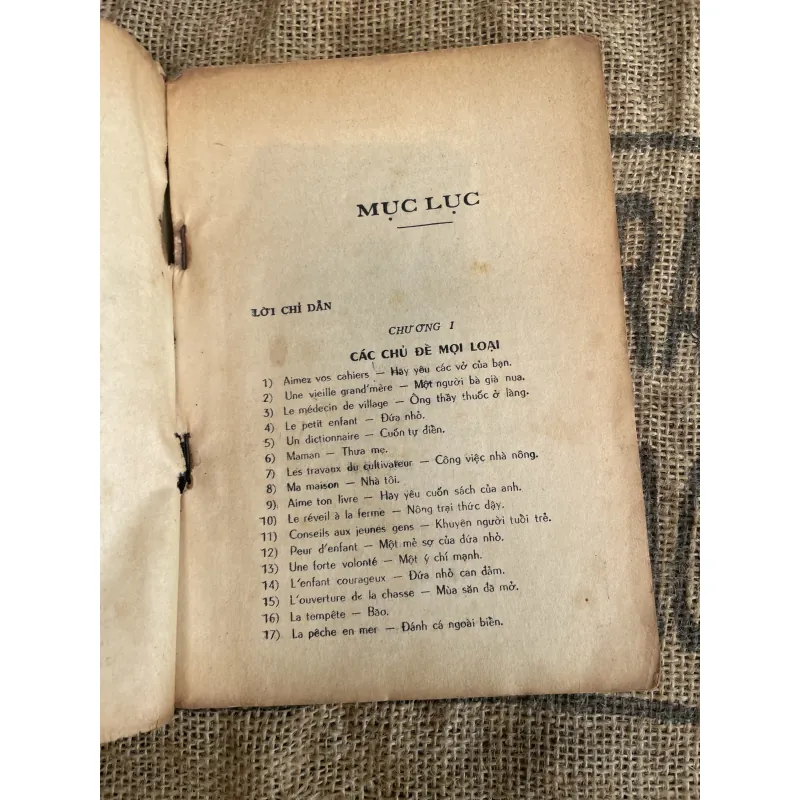 MỤC LỤC
LỜI CHỈ DẪN
CHƯƠNG I
CÁC CHỦ ĐỀ MỌI LOẠI
1) Aimez vos cahiers — Hãy yêu các vở của bạn.
2) Une vieille grand'mère — Một người bà già nua.
3) Le médecin de village — Ông thầy thuốc ở làng.
4) Le petit enfant — Đứa nhỏ.
5) Un dictionnaire — Cuốn tự điển.
6) Maman — Thưa mẹ.
7) Les travaux du cultivateur — Công việc nhà nông.
8) Ma maison — Nhà tôi.
9) Aime ton livre — Hãy yêu cuốn sách của anh.
10) Le réveil à la ferme — Nông trại thức dậy.
11) Conseils aux jeunes gens — Khuyên người tuổi trẻ.
12) Peur d'enfant — Một mẻ sợ của đứa nhỏ.
13) Une forte volonté — Một ý chí mạnh.
14) L'enfant courageux — Đứa nhỏ can đảm.
15) L'ouverture de la chasse — Mùa săn đã mở.
16) La tempête — Bão.
17) La pêche en mer — Đánh cá ngoài biển.